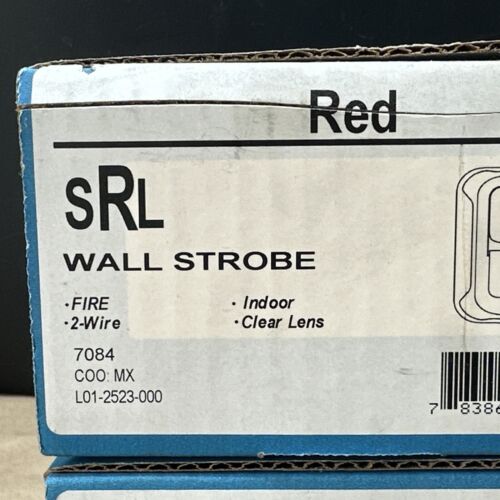 Red
SRL
WALL STROBE
·FIRE · Indoor
·2-Wire ·Clear Lens
7084
COO: MX
L01-2523-000
7 8386